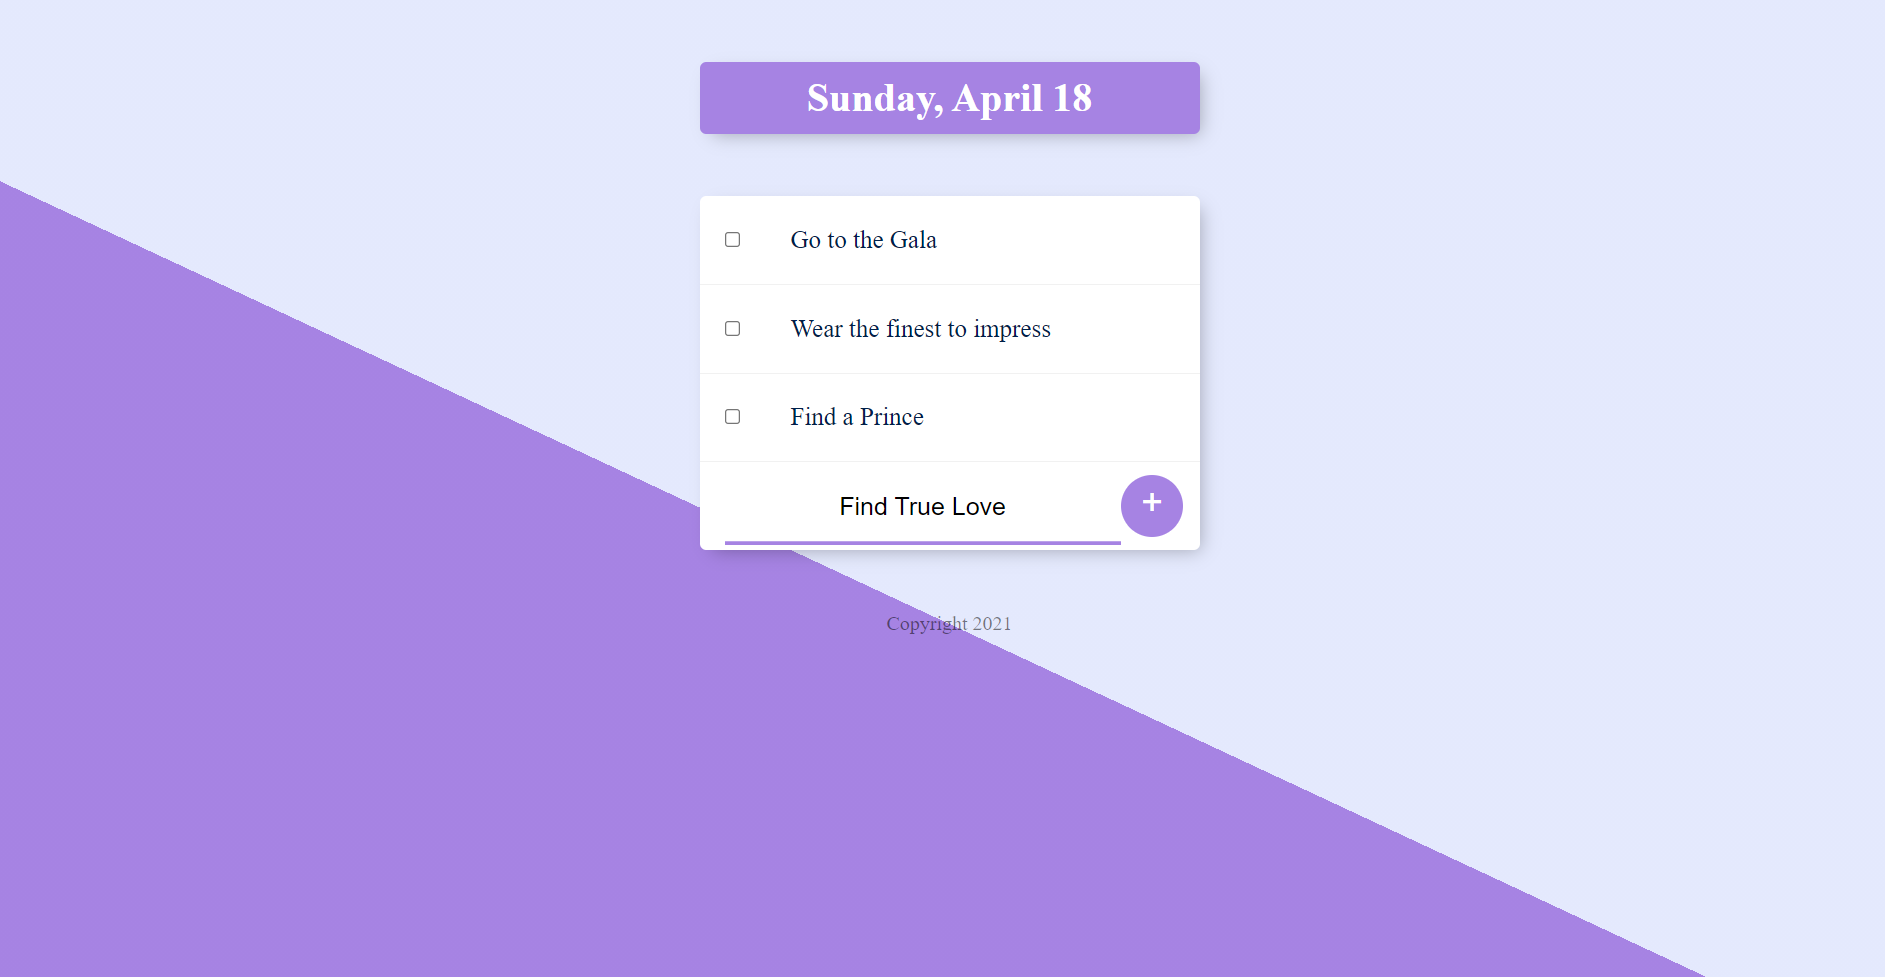 Sunday, April 18
Go to the Gala
Wear the finest to impress
Find a Prince
Find True Love
+
Copyright 2021